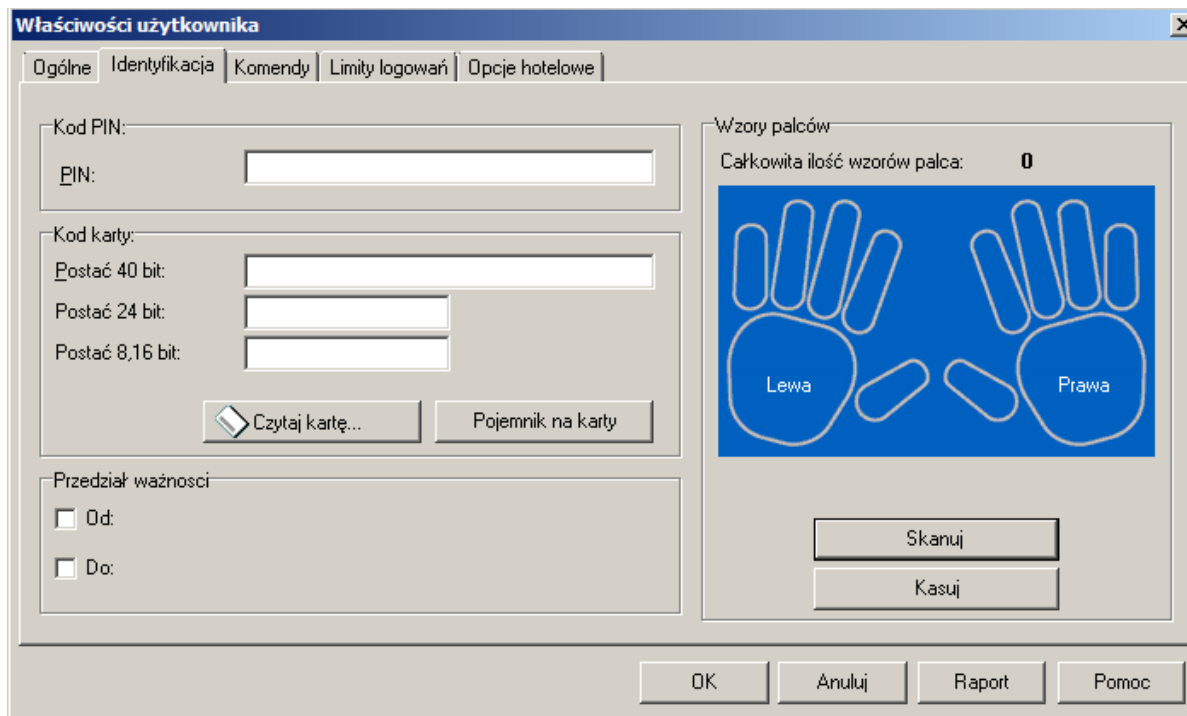 Właściwości użytkownika
Ogólne Identyfikacja Komendy Limity logowań Opcje hotelowe
Kod PIN:
PIN:
Kod karty:
Postać 40 bit:
Postać 24 bit:
Postać 8,16 bit:
Czytaj kartę... Pojemnik na karty
Przedział ważnosci
Od:
Do:
Wzory palców
Całkowita ilość wzorów palca: 0
Lewa Prawa
Skanuj
Kasuj
OK Anuluj Raport Pomoc